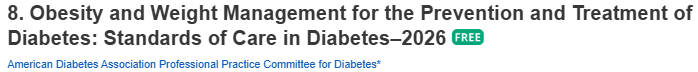 8. Obesity and Weight Management for the Prevention and Treatment of
Diabetes: Standards of Care in Diabetes–2026 FREE
American Diabetes Association Professional Practice Committee for Diabetes*